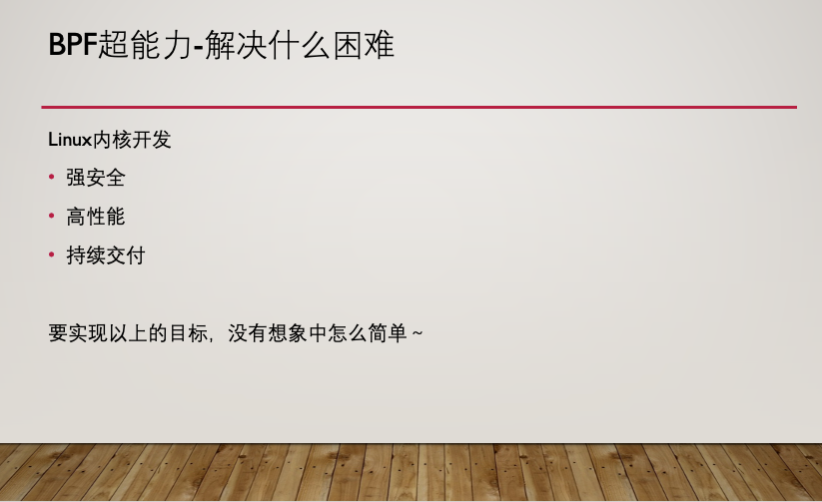 BPF超能力-解决什么困难
Linux内核开发
• 强安全
• 高性能
• 持续交付
要实现以上的目标，没有想象中怎么简单～